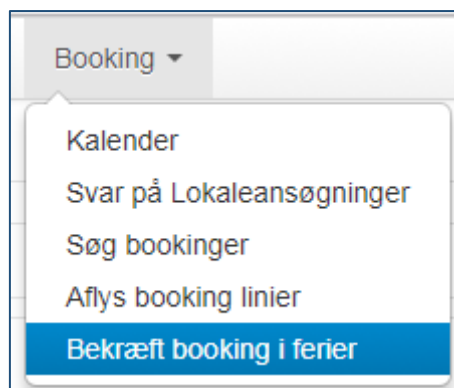 Booking
Kalender
Svar på Lokaleansøgninger
Søg bookinger
Aflys booking linier
Bekræft booking i ferier